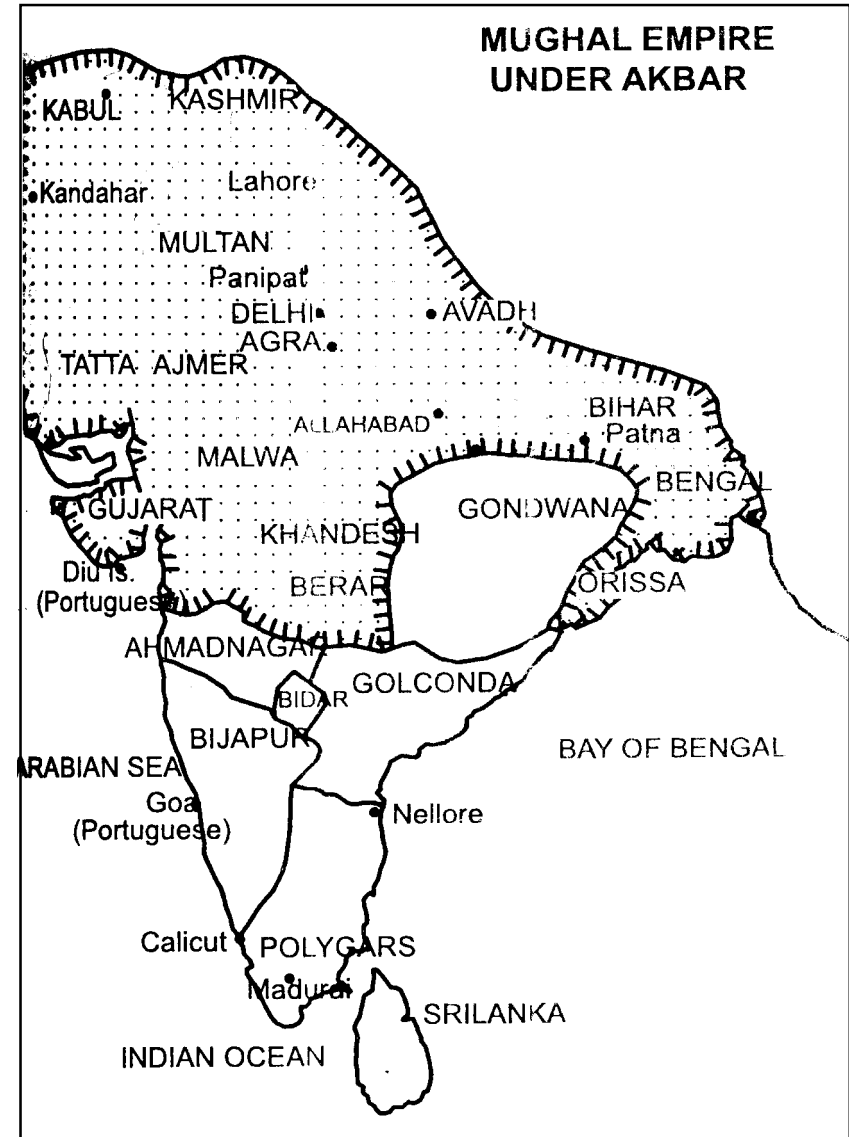 MUGHAL EMPIRE
UNDER AKBAR
KABUL
KASHMIR
Kandahar
Lahore
MULTAN
Panipat
DELHI
AVADH
AGRA
TATTA AJMER
ALLAHABAD
BIHAR
Patna
MALWA
BENGAL
GUJARAT
GONDWANA
KHANDESH
Diu Is.
(Portuguese)
BERAR
ORISSA
AHMADNAGAR
GOLCONDA
BIDAR
BIJAPUR
BAY OF BENGAL
ARABIAN SEA
Goa
(Portuguese)
Nellore
Calicut
POLYGARS
Madurai
SRILANKA
INDIAN OCEAN